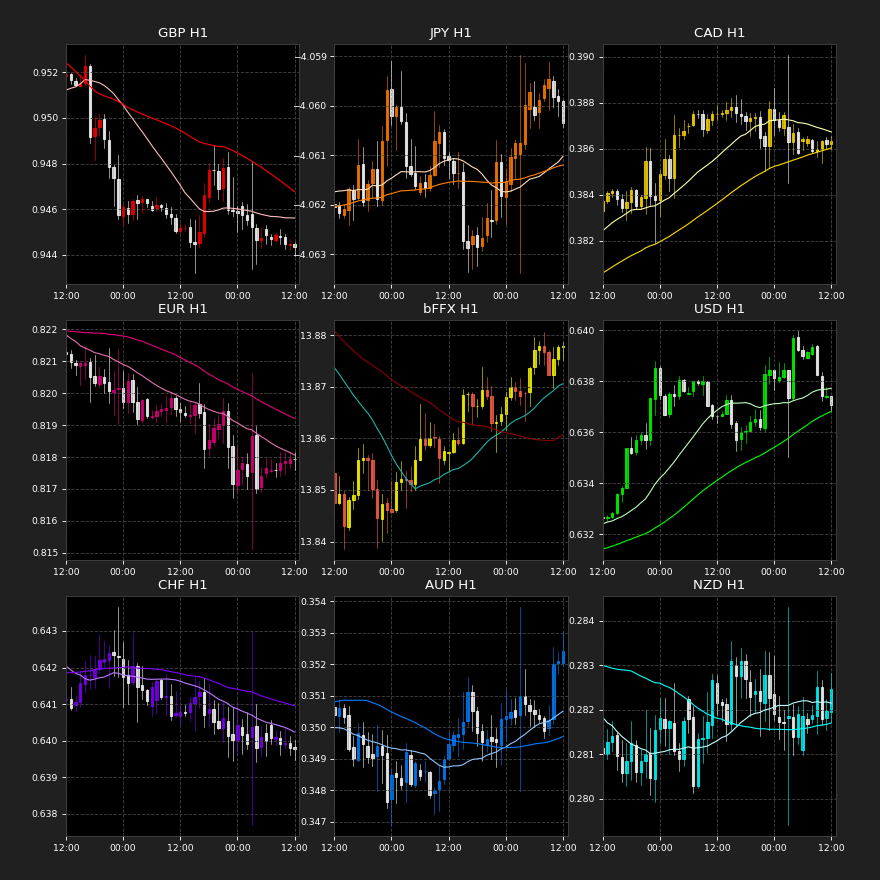 GBP H1
0.952
0.950
0.948
0.946
0.944
12:00 00:00 12:00 00:00 12:00
JPY H1
-4.059
-4.060
-4.061
-4.062
-4.063
12:00 00:00 12:00 00:00 12:00
CAD H1
0.390
0.388
0.386
0.384
0.382
12:00 00:00 12:00 00:00 12:00
EUR H1
0.822
0.821
0.820
0.819
0.818
0.817
0.816
0.815
12:00 00:00 12:00 00:00 12:00
bFFX H1
13.88
13.87
13.86
13.85
13.84
12:00 00:00 12:00 00:00 12:00
USD H1
0.640
0.638
0.636
0.634
0.632
12:00 00:00 12:00 00:00 12:00
CHF H1
0.643
0.642
0.641
0.640
0.639
0.638
12:00 00:00 12:00 00:00 12:00
AUD H1
0.354
0.353
0.352
0.351
0.350
0.349
0.348
0.347
12:00 00:00 12:00 00:00 12:00
NZD H1
0.284
0.283
0.282
0.281
0.280
12:00 00:00 12:00 00:00 12:00